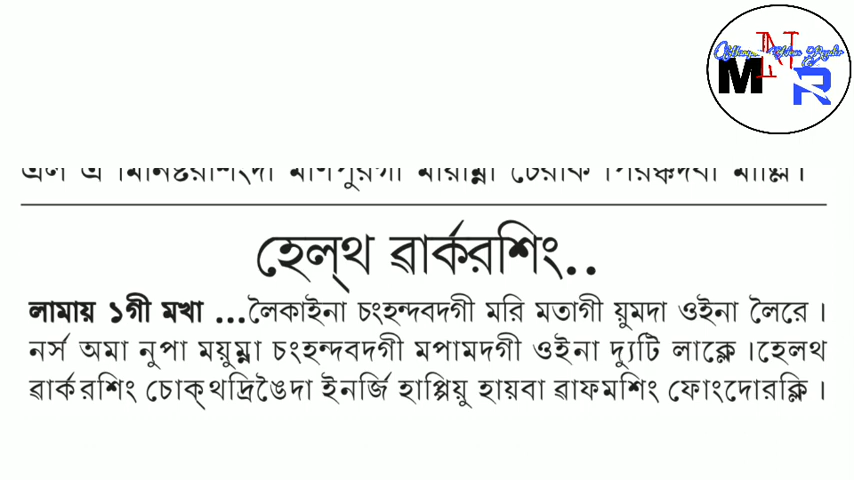 MNR
হেল্থ ৱার্করশিং..
লামায় ১গী মখা ...লৈকাইনা চংহন্দবদগী মরি মতাগী য়ুমদা ওইনা লৈরে ।
নর্স অমা নুপা ময়ুম্না চংহন্দবদগী মপামদগী ওইনা দ্যুটি লাক্লে ।হেলথ
ৱার্করশিং চোক্থদ্রিঙৈদা ইনর্জি হাপ্পিয়ু হায়বা ৱাফমশিং ফোংদোরক্লি ।